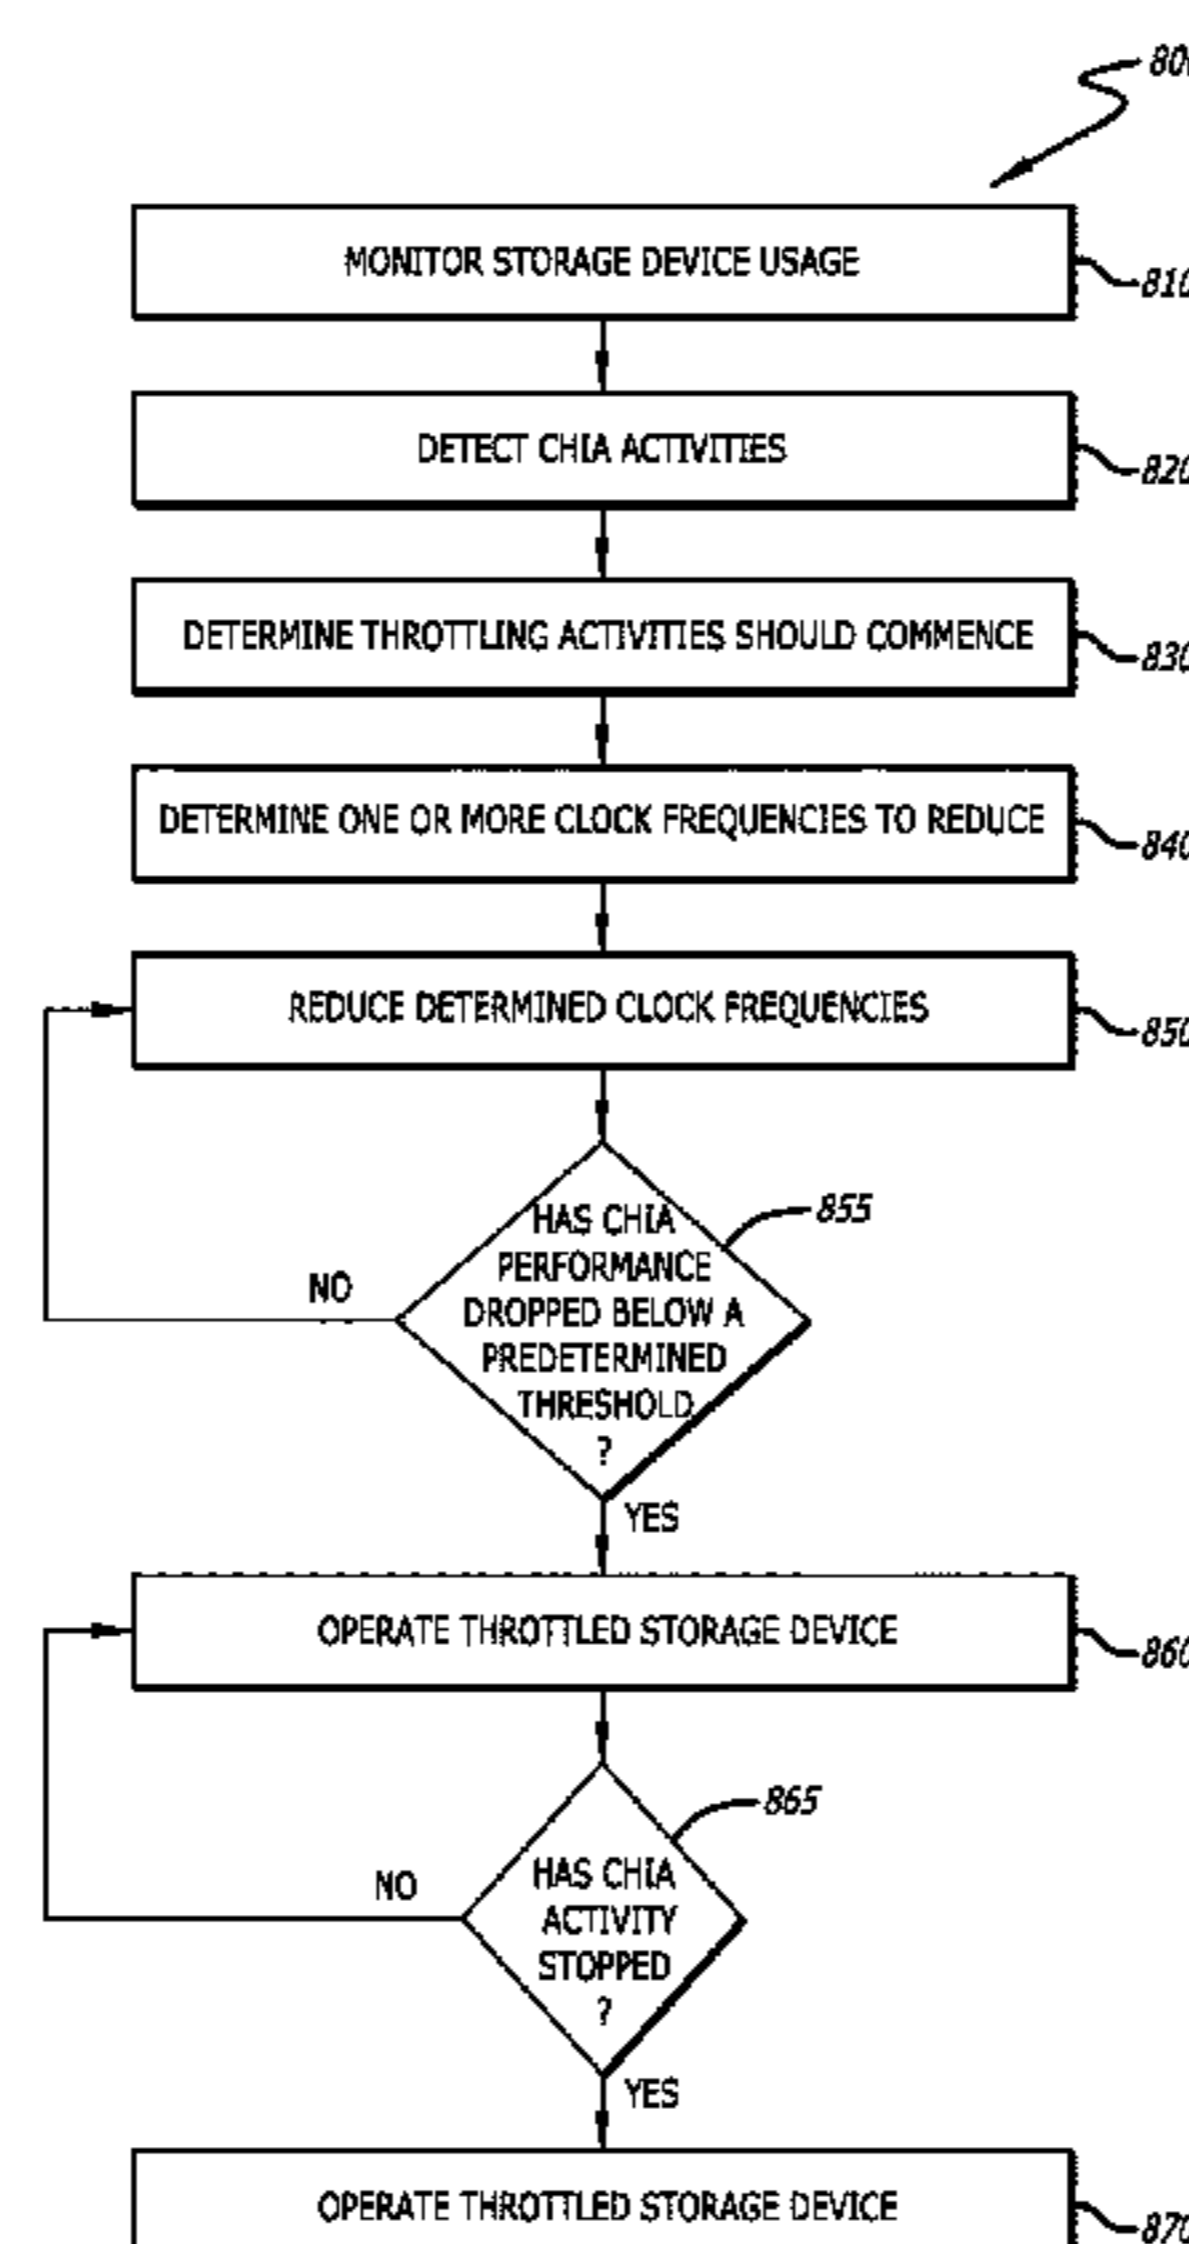 80
MONITOR STORAGE DEVICE USAGE
810
DETECT CHIA ACTIVITIES
820
DETERMINE THROTTLING ACTIVITIES SHOULD COMMENCE
830
DETERMINE ONE OR MORE CLOCK FREQUENCIES TO REDUCE
840
REDUCE DETERMINED CLOCK FREQUENCIES
850
HAS CHIA
PERFORMANCE
DROPPED BELOW A
PREDETERMINED
THRESHOLD
?
855
NO
YES
OPERATE THROTTLED STORAGE DEVICE
860
HAS CHIA
ACTIVITY
STOPPED
?
865
NO
YES
OPERATE THROTTLED STORAGE DEVICE
870